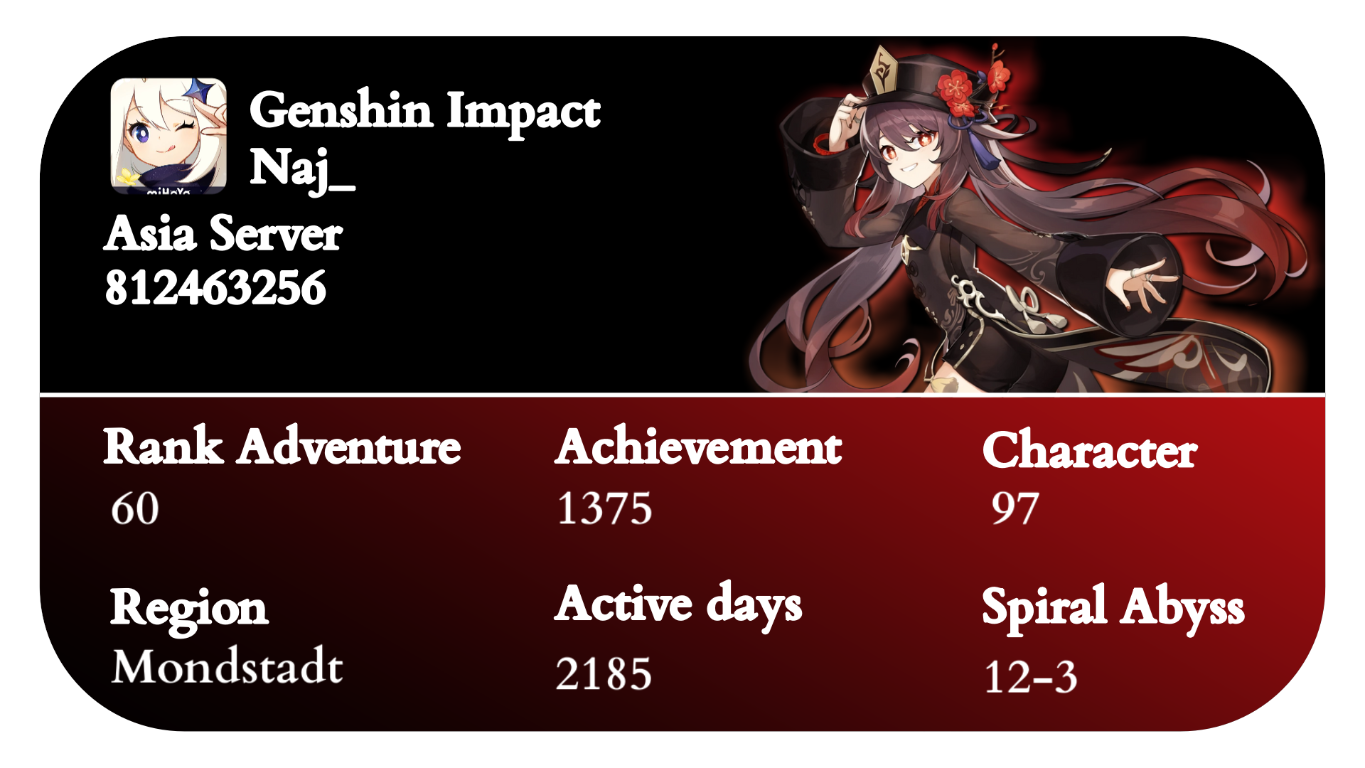 Genshin Impact
Naj_
miHoYo
Asia Server
812463256
Rank Adventure
60
Achievement
1375
Character
97
Region
Mondstadt
Active days
2185
Spiral Abyss
12-3